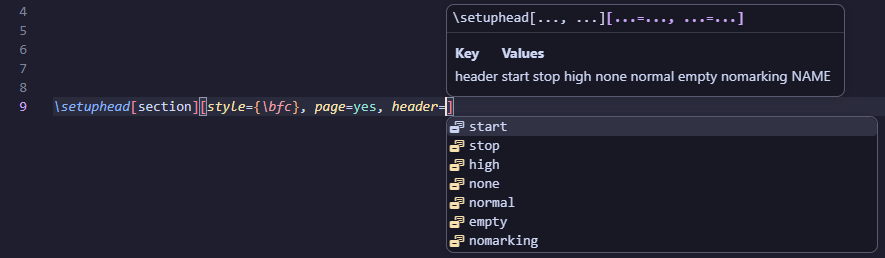 4
\setuphead[..., ...][...=..., ...=...]
5
6
Key Values
7
header start stop high none normal empty nomarking NAME
8
9 \setuphead[section][style={\bfc}, page=yes, header=]
start
stop
high
none
normal
empty
nomarking